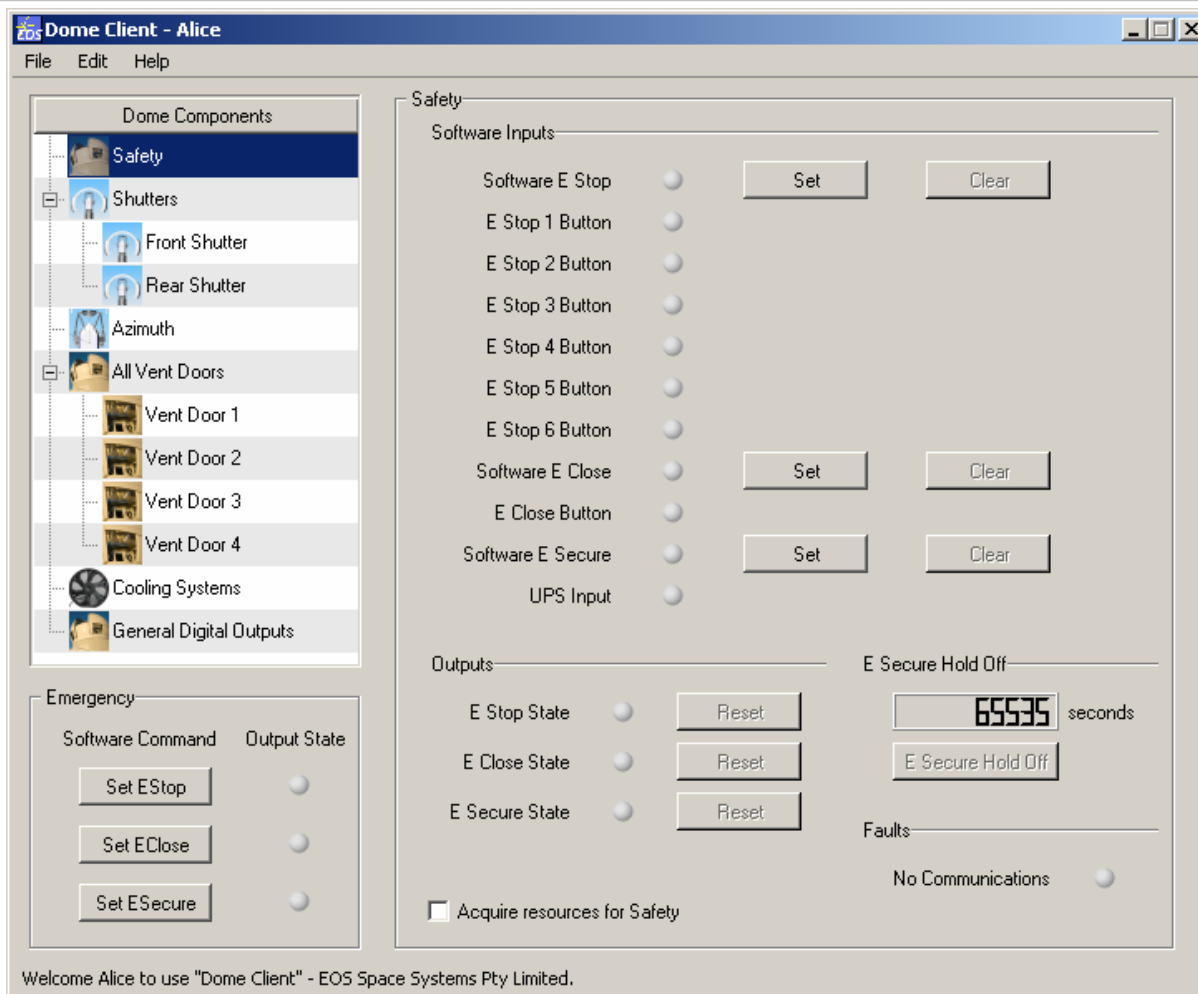 EOS Dome Client - Alice
File Edit Help
Dome Components
Safety
Shutters
Front Shutter
Rear Shutter
Azimuth
All Vent Doors
Vent Door 1
Vent Door 2
Vent Door 3
Vent Door 4
Cooling Systems
General Digital Outputs
Emergency
Software Command Output State
Set EStop
Set EClose
Set ESecure
Safety
Software Inputs
Software E Stop Set Clear
E Stop 1 Button
E Stop 2 Button
E Stop 3 Button
E Stop 4 Button
E Stop 5 Button
E Stop 6 Button
Software E Close Set Clear
E Close Button
Software E Secure Set Clear
UPS Input
Outputs
E Stop State Reset
E Close State Reset
E Secure State Reset
E Secure Hold Off
65535 seconds
E Secure Hold Off
Faults
No Communications
Acquire resources for Safety
Welcome Alice to use "Dome Client" - EOS Space Systems Pty Limited.